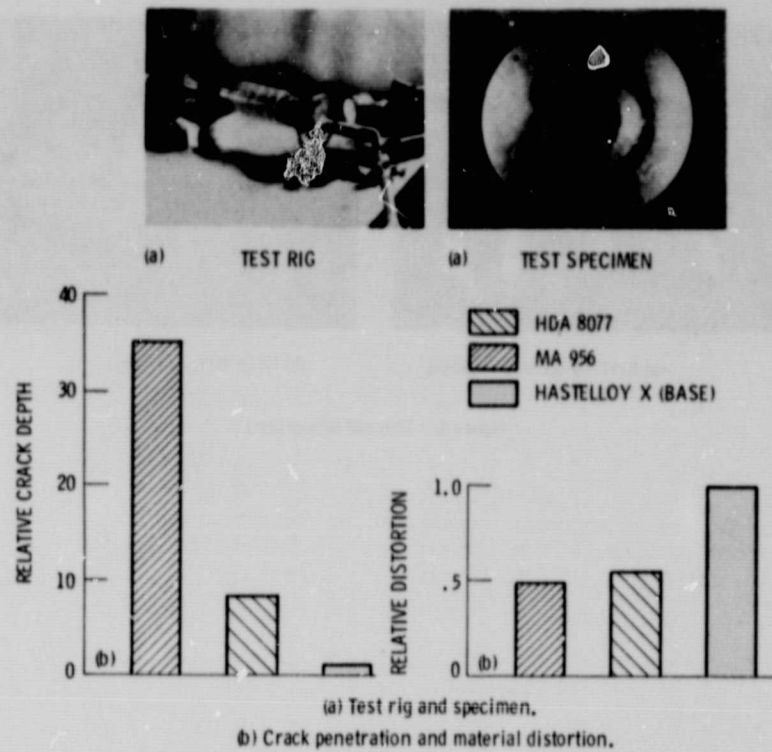 (a) TEST RIG
(a) TEST SPECIMEN
40
30
20
10
0
RELATIVE CRACK DEPTH
(b)
HDA 8077
MA 956
HASTELLOY X (BASE)
1.0
.5
0
RELATIVE DISTORTION
(b)
(a) Test rig and specimen.
(b) Crack penetration and material distortion.